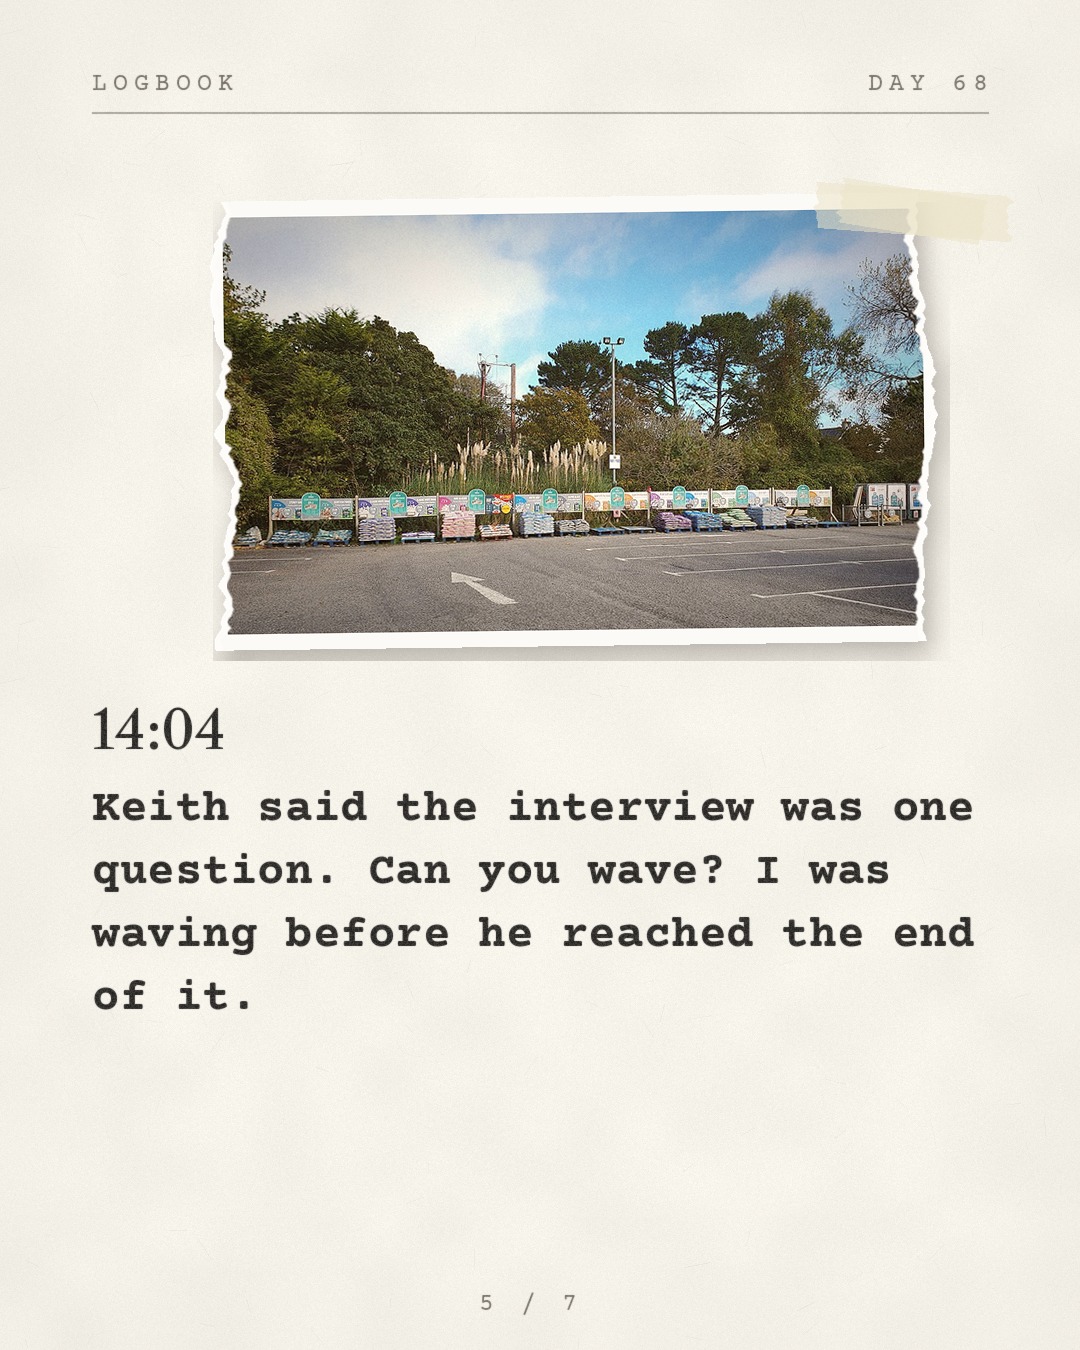 LOGBOOK
DAY 68
14:04
Keith said the interview was one
question. Can you wave? I was
waving before he reached the end
of it.
5 / 7